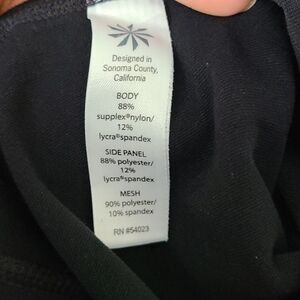 Designed in
Sonoma County,
California
BODY
88%
supplex®nylon/
12%
lycra®spandex
SIDE PANEL
88% polyester/
12%
lycra®spandex
MESH
90% polyester/
10% spandex
RN #54023